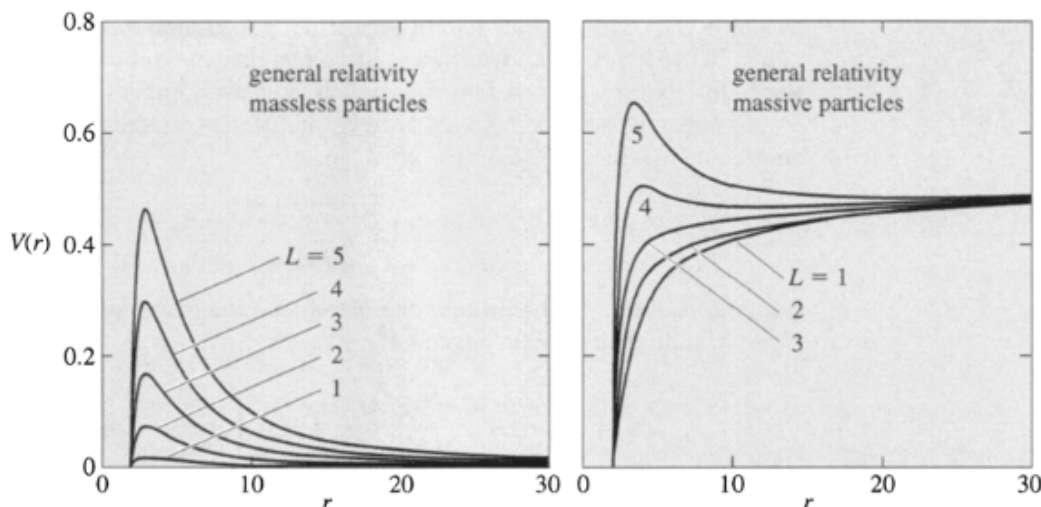 0.8
0.6
0.4
0.2
0
V(r)
general relativity
massless particles
L = 5
4
3
2
1
0
10
20
30
r
general relativity
massive particles
5
4
L = 1
2
3
0
10
20
30
r